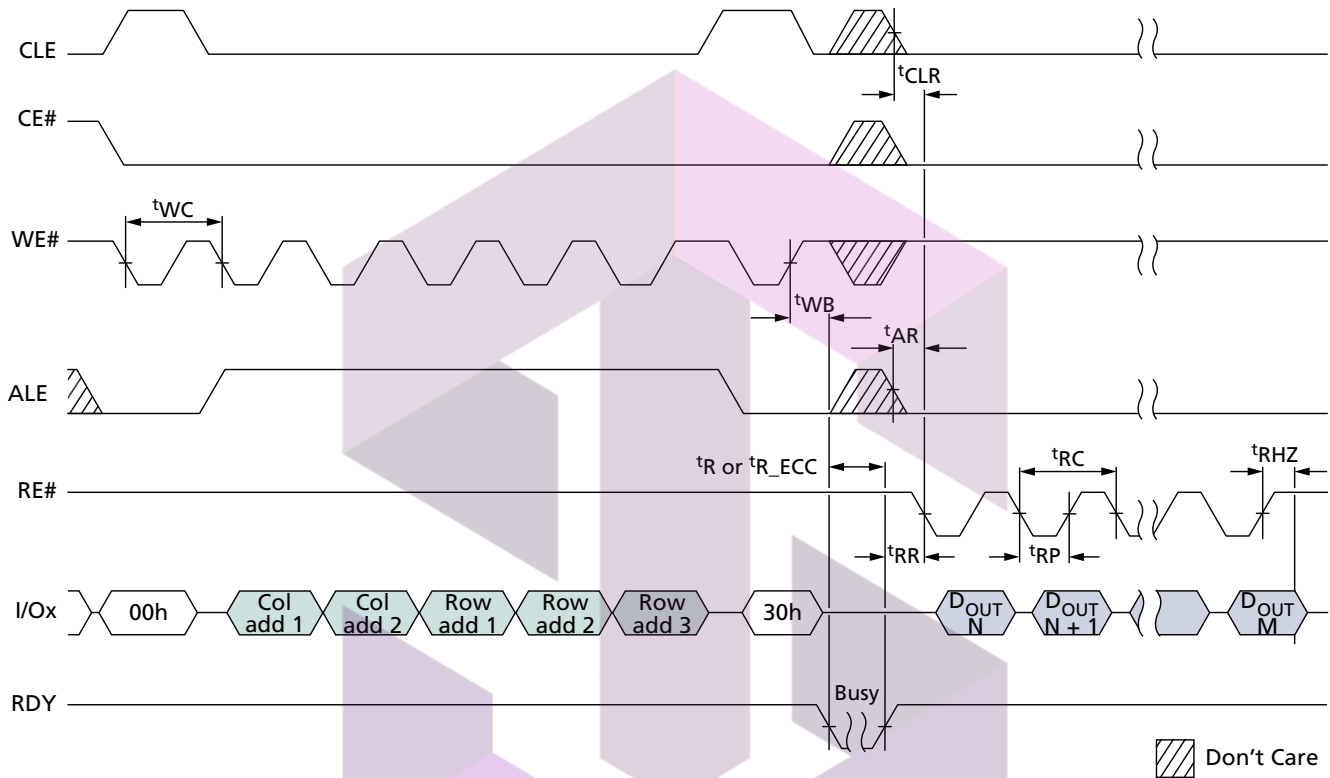 CLE
tCLR
CE#
tWC
WE#
tWB
tAR
ALE
tR or tR_ECC
tRC
tRHZ
RE#
tRR
tRP
I/Ox
00h
Col
add 1
Col
add 2
Row
add 1
Row
add 2
Row
add 3
30h
DOUT
N
DOUT
N + 1
DOUT
M
RDY
Busy
Don't Care